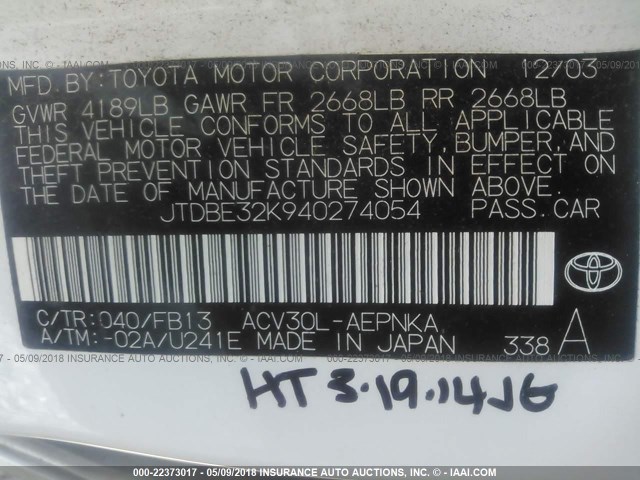 MFD. BY: TOYOTA MOTOR CORPORATION 12/03
GVWR 4189LB GAWR FR 2668LB RR 2668LB
THIS VEHICLE CONFORMS TO ALL APPLICABLE
FEDERAL MOTOR VEHICLE SAFETY, BUMPER, AND
THEFT PREVENTION STANDARDS IN EFFECT ON
THE DATE OF MANUFACTURE SHOWN ABOVE.
JTDBE32K940274054 PASS.CAR
C/TR: 040/FB13 ACV30L-AEPNKA
A/TM: -02A/U241E MADE IN JAPAN 338 A
HT 3.19.14JG
000-22373017 - 05/09/2018 INSURANCE AUTO AUCTIONS, INC. - © IAAI.COM